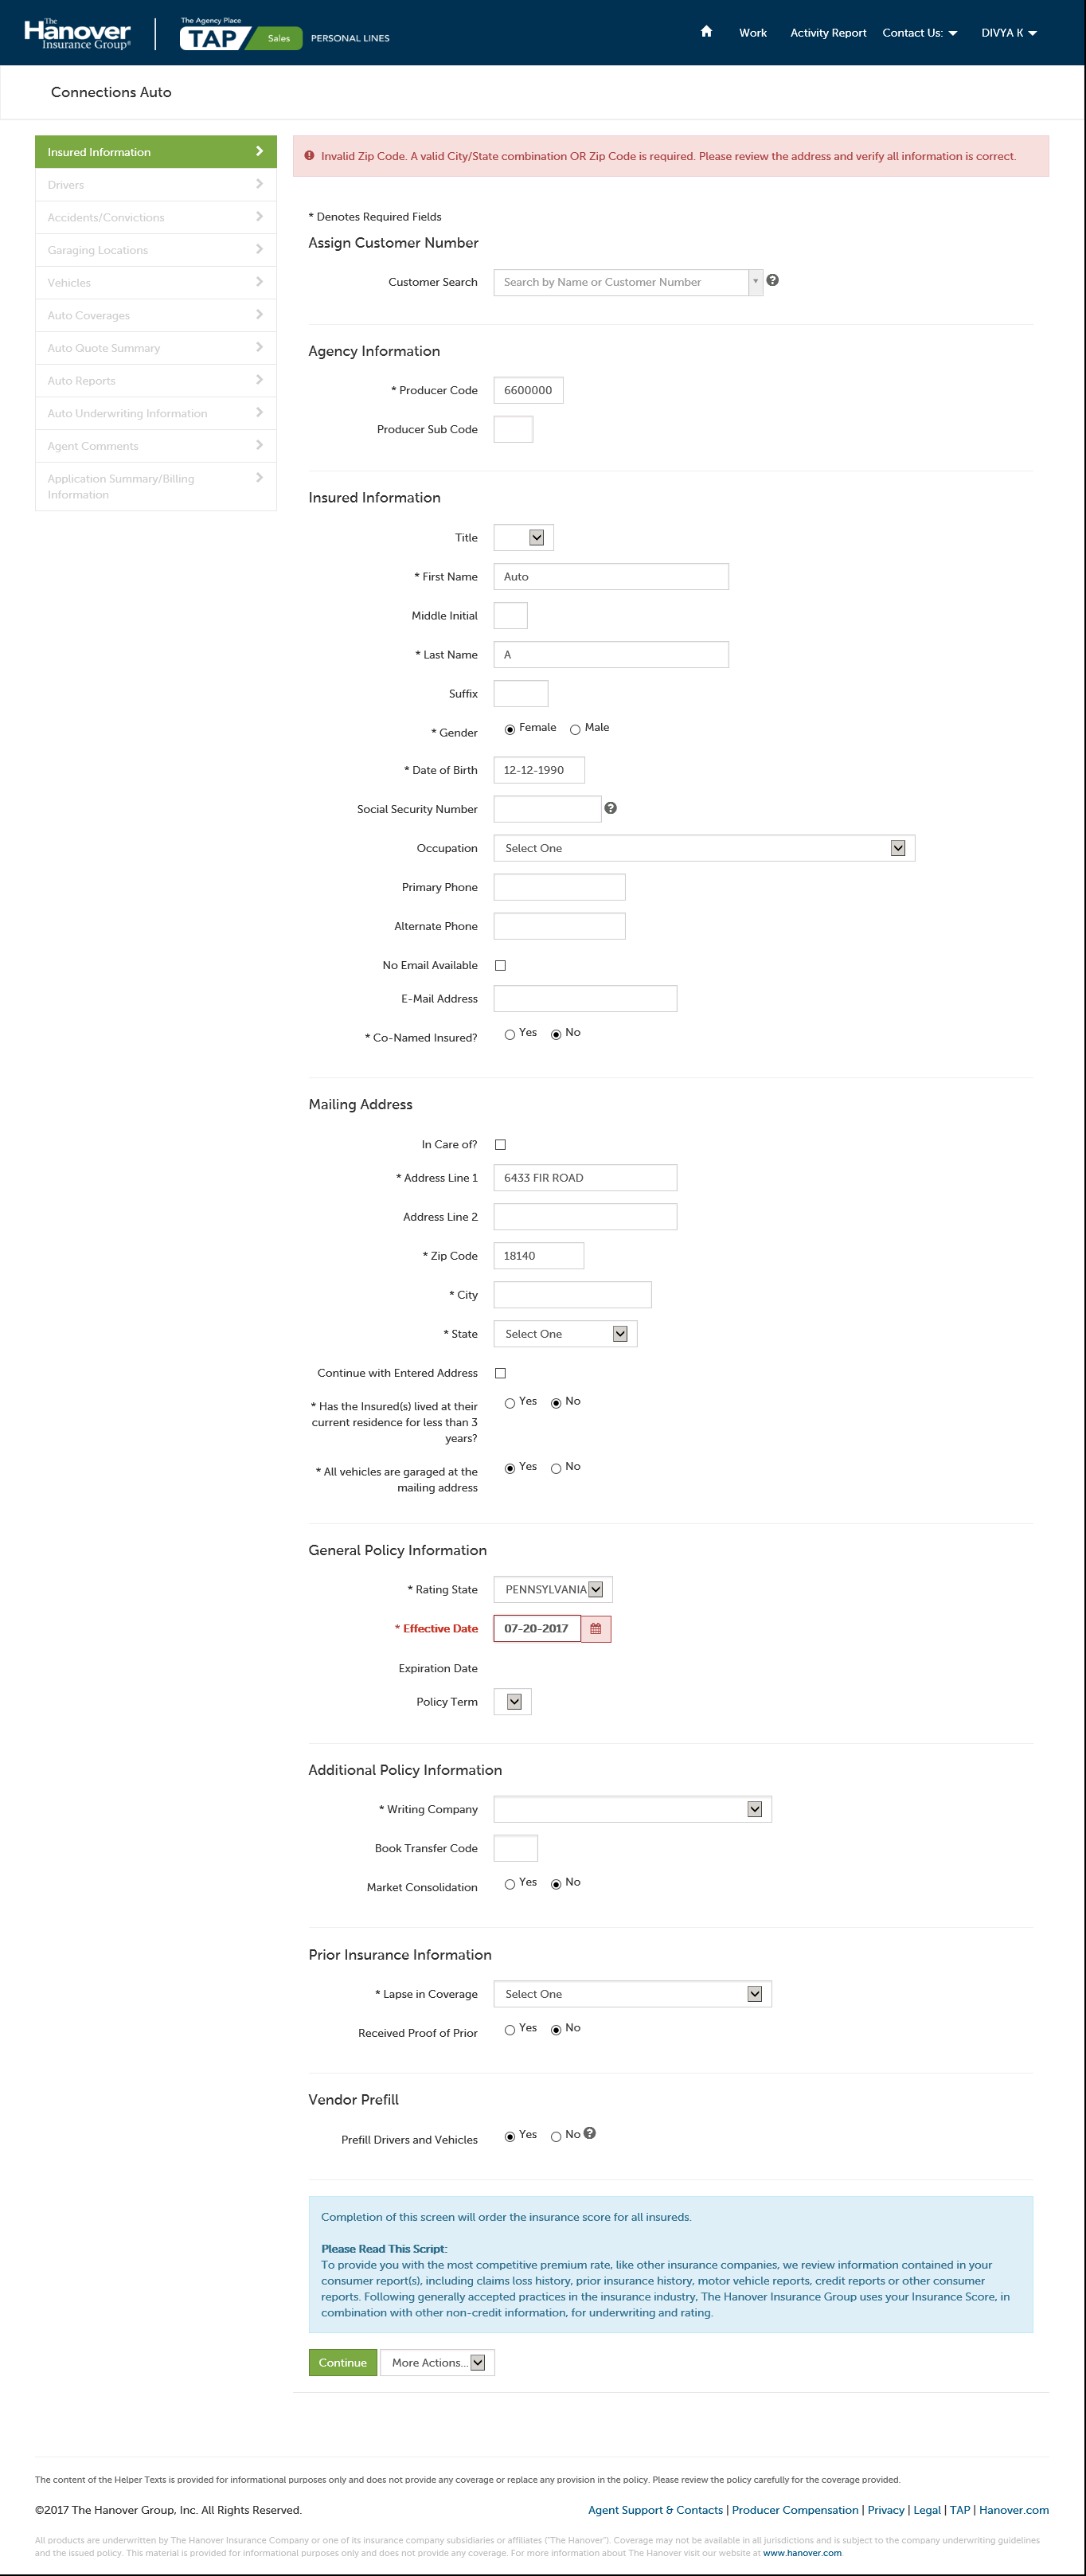 The
Hanover
Insurance Group®
The Agency Place
TAP Sales PERSONAL LINES
Work Activity Report Contact Us: DIVYA K
Connections Auto
Insured Information
Drivers
Accidents/Convictions
Garaging Locations
Vehicles
Auto Coverages
Auto Quote Summary
Auto Reports
Auto Underwriting Information
Agent Comments
Application Summary/Billing
Information
Invalid Zip Code. A valid City/State combination OR Zip Code is required. Please review the address and verify all information is correct.
* Denotes Required Fields
Assign Customer Number
Customer Search Search by Name or Customer Number
Agency Information
* Producer Code 6600000
Producer Sub Code
Insured Information
Title
* First Name Auto
Middle Initial
* Last Name A
Suffix
* Gender Female Male
* Date of Birth 12-12-1990
Social Security Number
Occupation Select One
Primary Phone
Alternate Phone
No Email Available
E-Mail Address
* Co-Named Insured? Yes No
Mailing Address
In Care of?
* Address Line 1 6433 FIR ROAD
Address Line 2
* Zip Code 18140
* City
* State Select One
Continue with Entered Address
* Has the Insured(s) lived at their Yes No
current residence for less than 3
years?
* All vehicles are garaged at the Yes No
mailing address
General Policy Information
* Rating State PENNSYLVANIA
* Effective Date 07-20-2017
Expiration Date
Policy Term
Additional Policy Information
* Writing Company
Book Transfer Code
Market Consolidation Yes No
Prior Insurance Information
* Lapse in Coverage Select One
Received Proof of Prior Yes No
Vendor Prefill
Prefill Drivers and Vehicles Yes No
Completion of this screen will order the insurance score for all insureds.
Please Read This Script:
To provide you with the most competitive premium rate, like other insurance companies, we review information contained in your
consumer report(s), including claims loss history, prior insurance history, motor vehicle reports, credit reports or other consumer
reports. Following generally accepted practices in the insurance industry, The Hanover Insurance Group uses your Insurance Score, in
combination with other non-credit information, for underwriting and rating.
Continue More Actions...
The content of the Helper Texts is provided for informational purposes only and does not provide any coverage or replace any provision in the policy. Please review the policy carefully for the coverage provided.
©2017 The Hanover Group, Inc. All Rights Reserved. Agent Support & Contacts | Producer Compensation | Privacy | Legal | TAP | Hanover.com
All products are underwritten by The Hanover Insurance Company or one of its insurance company subsidiaries or affiliates ("The Hanover"). Coverage may not be available in all jurisdictions and is subject to the company underwriting guidelines
and the issued policy. This material is provided for informational purposes only and does not provide any coverage. For more information about The Hanover visit our website at www.hanover.com.